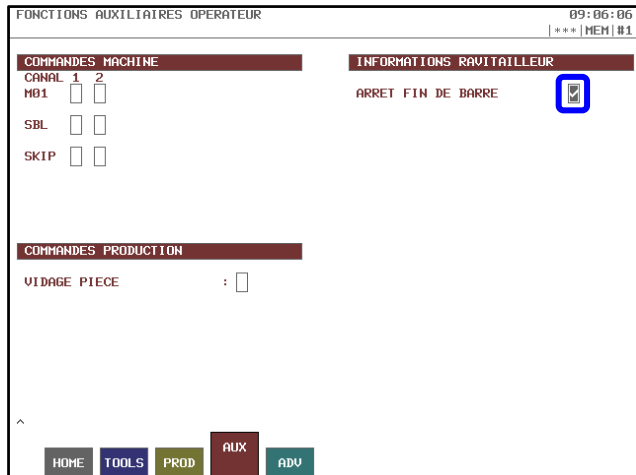 FONCTIONS AUXILIAIRES OPERATEUR
09:06:06
|***|MEM|#1
COMMANDES MACHINE
CANAL 1 2
M01
SBL
SKIP
INFORMATIONS RAVITAILLEUR
ARRET FIN DE BARRE
COMMANDES PRODUCTION
VIDAGE PIECE :
^
HOME TOOLS PROD AUX ADV